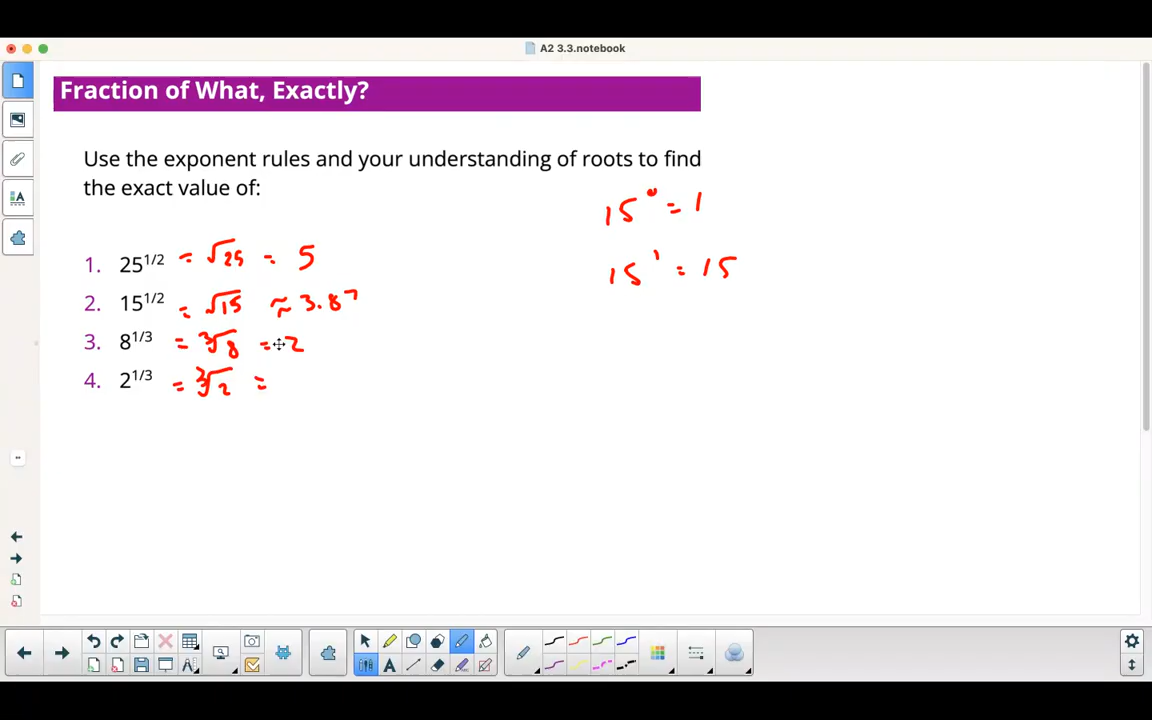 A2 3.3.notebook
Fraction of What, Exactly?
Use the exponent rules and your understanding of roots to find
the exact value of:
15⁰ = 1
1. 25^1/2 = √25 = 5
15¹ = 15
2. 15^1/2 = √15 ≈ 3.87
3. 8^1/3 = ∛8 = 2
4. 2^1/3 = ∛2 =